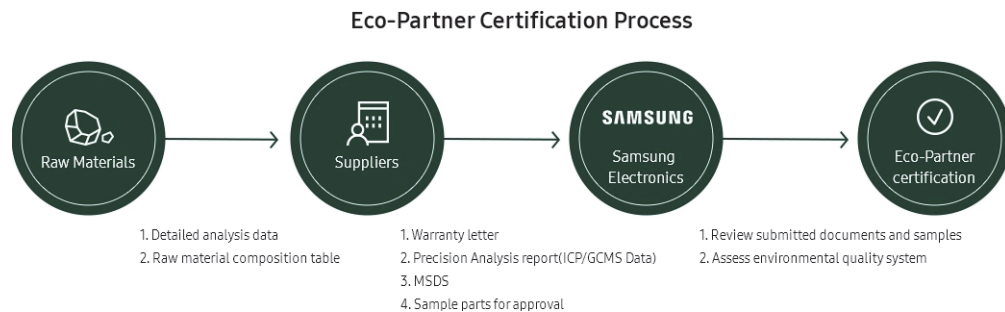 Eco-Partner Certification Process
Raw Materials
Suppliers
SAMSUNG
Samsung
Electronics
Eco-Partner
certification
1. Detailed analysis data
2. Raw material composition table
1. Warranty letter
2. Precision Analysis report(ICP/GCMS Data)
3. MSDS
4. Sample parts for approval
1. Review submitted documents and samples
2. Assess environmental quality system